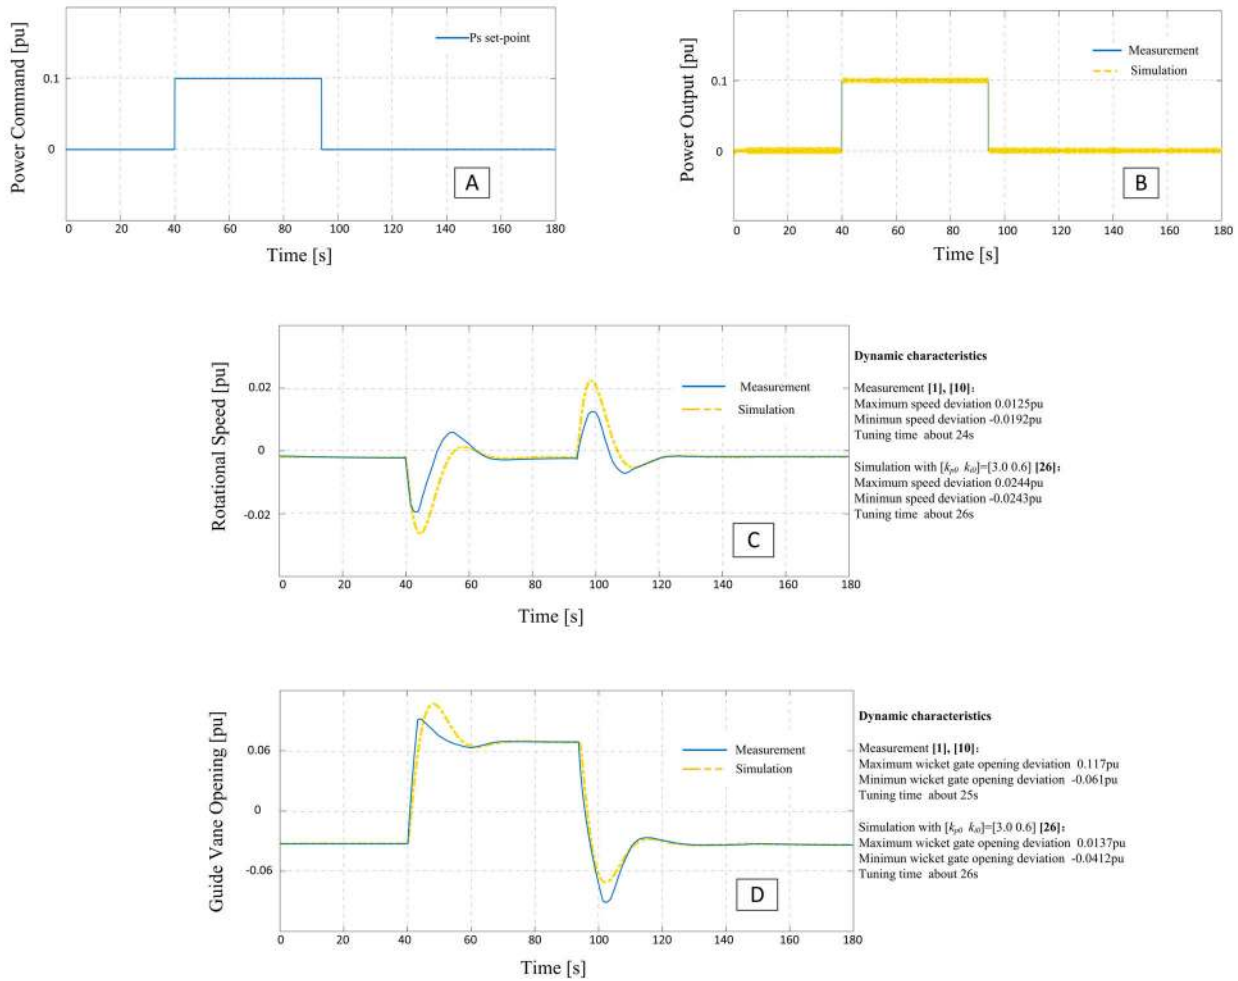 Power Command [pu]
0.1
0
Ps set-point
A
0 20 40 60 80 100 120 140 160 180
Time [s]
Power Output [pu]
0.1
0
Measurement
Simulation
B
0 20 40 60 80 100 120 140 160 180
Time [s]
Rotational Speed [pu]
0.02
0
-0.02
Measurement
Simulation
C
0 20 40 60 80 100 120 140 160 180
Time [s]
Dynamic characteristics
Measurement [1], [10]:
Maximum speed deviation 0.0125pu
Minimun speed deviation -0.0192pu
Tuning time about 24s
Simulation with [kp0 ki0]=[3.0 0.6] [26]:
Maximum speed deviation 0.0244pu
Minimun speed deviation -0.0243pu
Tuning time about 26s
Guide Vane Opening [pu]
0.06
0
-0.06
Measurement
Simulation
D
0 20 40 60 80 100 120 140 160 180
Time [s]
Dynamic characteristics
Measurement [1], [10]:
Maximum wicket gate opening deviation 0.117pu
Minimun wicket gate opening deviation -0.061pu
Tuning time about 25s
Simulation with [kp0 ki0]=[3.0 0.6] [26]:
Maximum wicket gate opening deviation 0.0137pu
Minimun wicket gate opening deviation -0.0412pu
Tuning time about 26s